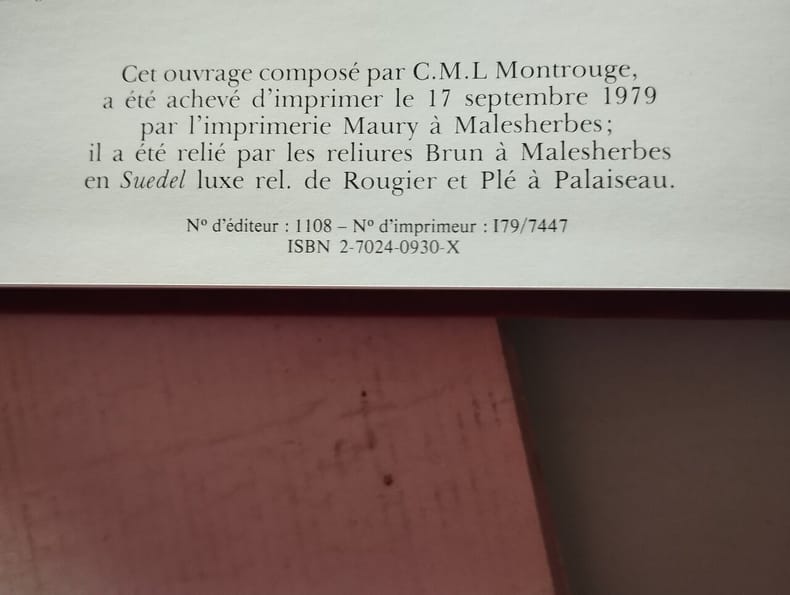 Cet ouvrage composé par C.M.L Montrouge,
a été achevé d'imprimer le 17 septembre 1979
par l'imprimerie Maury à Malesherbes;
il a été relié par les reliures Brun à Malesherbes
en Suedel luxe rel. de Rougier et Plé à Palaiseau.
Nº d'éditeur : 1108 – Nº d'imprimeur : I79/7447
ISBN 2-7024-0930-X